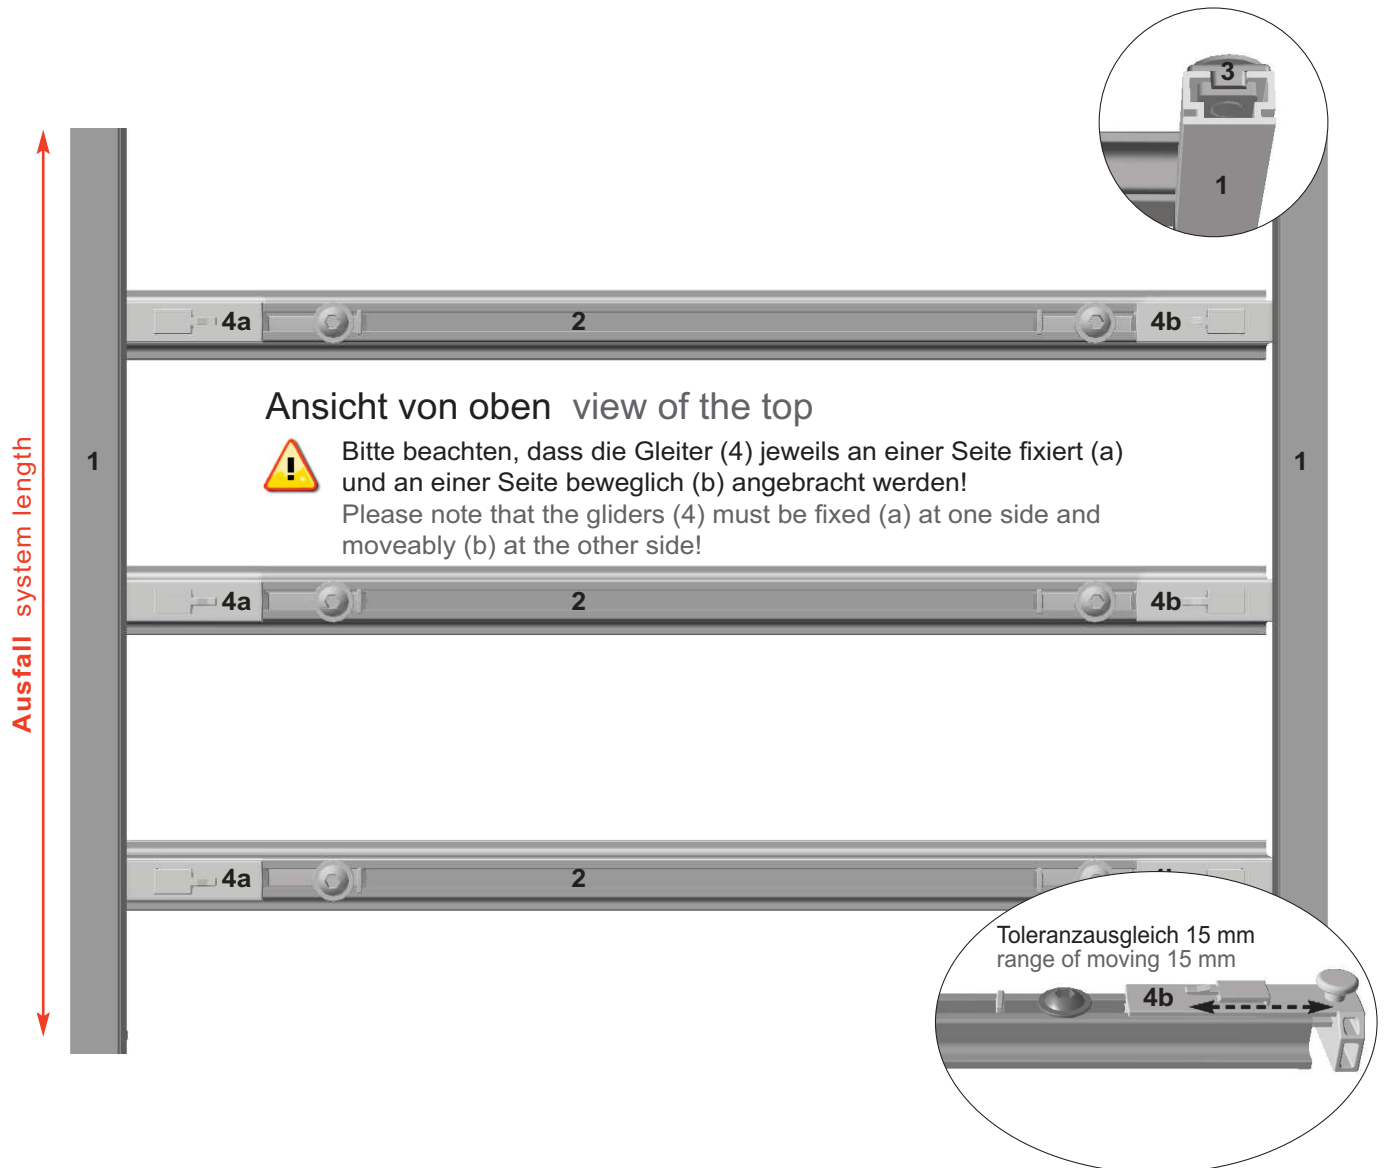 3
1
4a
2
4b
Ansicht von oben view of the top
Bitte beachten, dass die Gleiter (4) jeweils an einer Seite fixiert (a)
und an einer Seite beweglich (b) angebracht werden!
Please note that the gliders (4) must be fixed (a) at one side and
moveably (b) at the other side!
1
1
Ausfall system length
4a
2
4b
4a
2
Toleranzausgleich 15 mm
range of moving 15 mm
4b